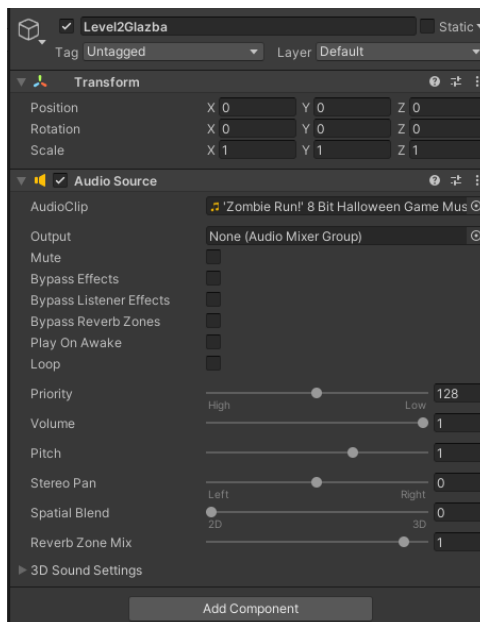 Level2Glazba Static
Tag Untagged Layer Default
Transform
Position X 0 Y 0 Z 0
Rotation X 0 Y 0 Z 0
Scale X 1 Y 1 Z 1
Audio Source
AudioClip 'Zombie Run!' 8 Bit Halloween Game Mus
Output None (Audio Mixer Group)
Mute
Bypass Effects
Bypass Listener Effects
Bypass Reverb Zones
Play On Awake
Loop
Priority 128
High Low
Volume 1
Pitch 1
Stereo Pan 0
Left Right
Spatial Blend 0
2D 3D
Reverb Zone Mix 1
3D Sound Settings
Add Component